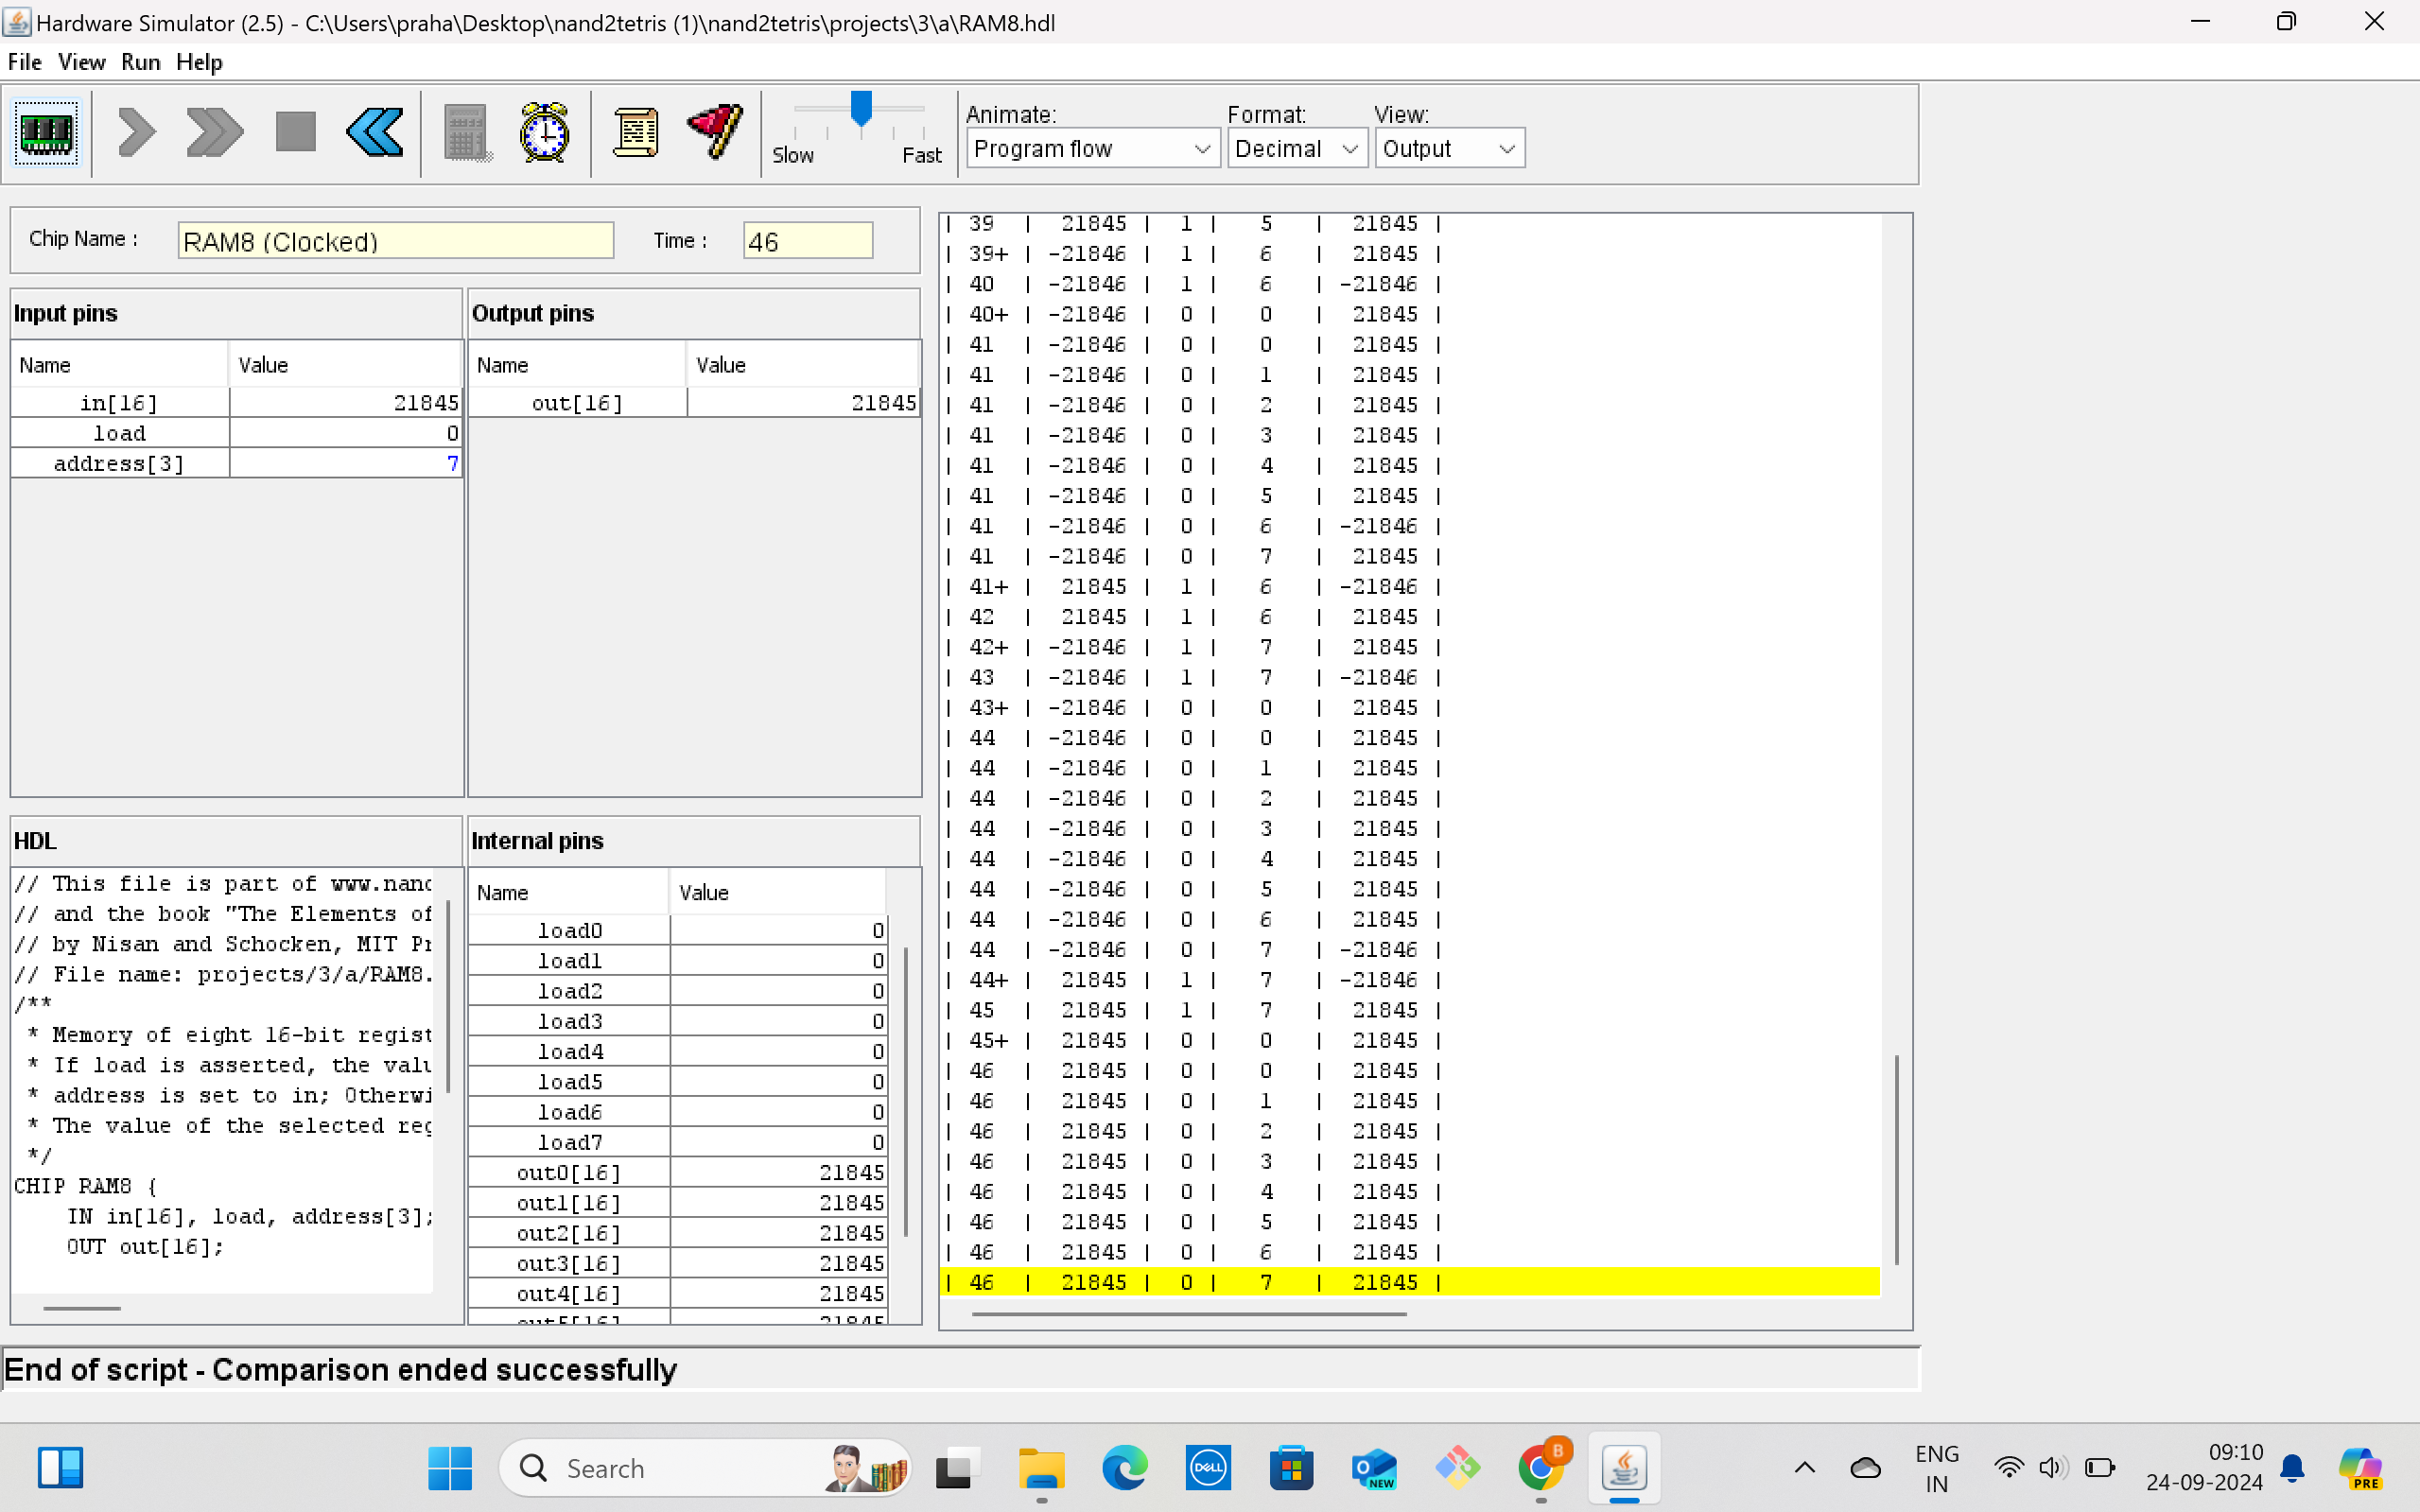 Hardware Simulator (2.5) - C:\Users\praha\Desktop\nand2tetris (1)\nand2tetris\projects\3\a\RAM8.hdl
File View Run Help
Slow Fast
Animate: Format: View:
Program flow Decimal Output
Chip Name : RAM8 (Clocked) Time : 46
Input pins
Name Value
in[16] 21845
load 0
address[3] 7
Output pins
Name Value
out[16] 21845
HDL
// This file is part of www.nand
// and the book "The Elements of
// by Nisan and Schocken, MIT Pr
// File name: projects/3/a/RAM8.
/**
* Memory of eight 16-bit regist
* If load is asserted, the valu
* address is set to in; Otherwi
* The value of the selected reg
*/
CHIP RAM8 {
IN in[16], load, address[3];
OUT out[16];
Internal pins
Name Value
load0 0
load1 0
load2 0
load3 0
load4 0
load5 0
load6 0
load7 0
out0[16] 21845
out1[16] 21845
out2[16] 21845
out3[16] 21845
out4[16] 21845
out5[16] 21845
| 39 | 21845 | 1 | 5 | 21845 |
| 39+ | -21846 | 1 | 6 | 21845 |
| 40 | -21846 | 1 | 6 | -21846 |
| 40+ | -21846 | 0 | 0 | 21845 |
| 41 | -21846 | 0 | 0 | 21845 |
| 41 | -21846 | 0 | 1 | 21845 |
| 41 | -21846 | 0 | 2 | 21845 |
| 41 | -21846 | 0 | 3 | 21845 |
| 41 | -21846 | 0 | 4 | 21845 |
| 41 | -21846 | 0 | 5 | 21845 |
| 41 | -21846 | 0 | 6 | -21846 |
| 41 | -21846 | 0 | 7 | 21845 |
| 41+ | 21845 | 1 | 6 | -21846 |
| 42 | 21845 | 1 | 6 | 21845 |
| 42+ | -21846 | 1 | 7 | 21845 |
| 43 | -21846 | 1 | 7 | -21846 |
| 43+ | -21846 | 0 | 0 | 21845 |
| 44 | -21846 | 0 | 0 | 21845 |
| 44 | -21846 | 0 | 1 | 21845 |
| 44 | -21846 | 0 | 2 | 21845 |
| 44 | -21846 | 0 | 3 | 21845 |
| 44 | -21846 | 0 | 4 | 21845 |
| 44 | -21846 | 0 | 5 | 21845 |
| 44 | -21846 | 0 | 6 | 21845 |
| 44 | -21846 | 0 | 7 | -21846 |
| 44+ | 21845 | 1 | 7 | -21846 |
| 45 | 21845 | 1 | 7 | 21845 |
| 45+ | 21845 | 0 | 0 | 21845 |
| 46 | 21845 | 0 | 0 | 21845 |
| 46 | 21845 | 0 | 1 | 21845 |
| 46 | 21845 | 0 | 2 | 21845 |
| 46 | 21845 | 0 | 3 | 21845 |
| 46 | 21845 | 0 | 4 | 21845 |
| 46 | 21845 | 0 | 5 | 21845 |
| 46 | 21845 | 0 | 6 | 21845 |
| 46 | 21845 | 0 | 7 | 21845 |
End of script - Comparison ended successfully
Search
DELL
NEW
B
ENG
IN
09:10
24-09-2024
PRE